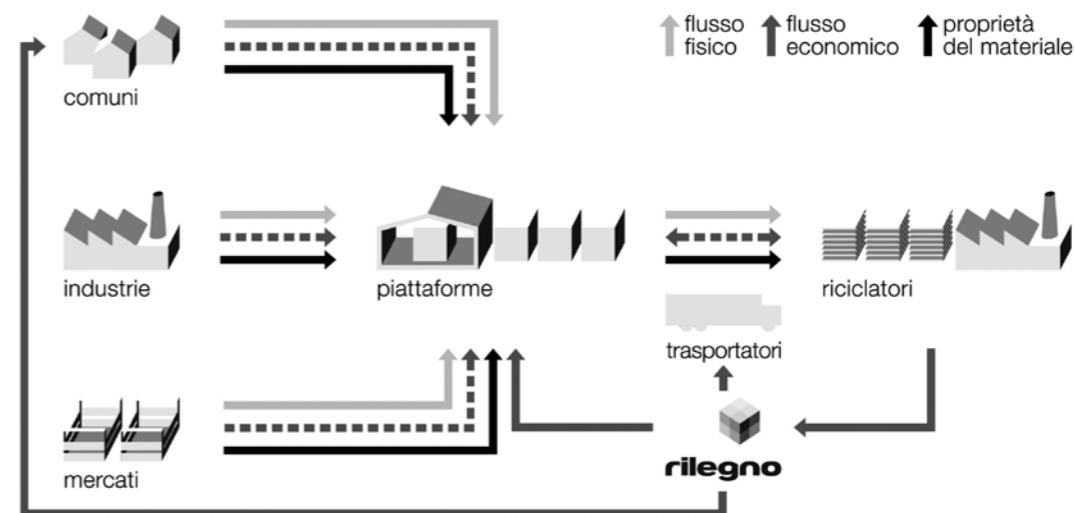 flusso
fisico
flusso
economico
proprietà
del materiale
comuni
industrie
piattaforme
riciclatori
trasportatori
mercati
rilegno